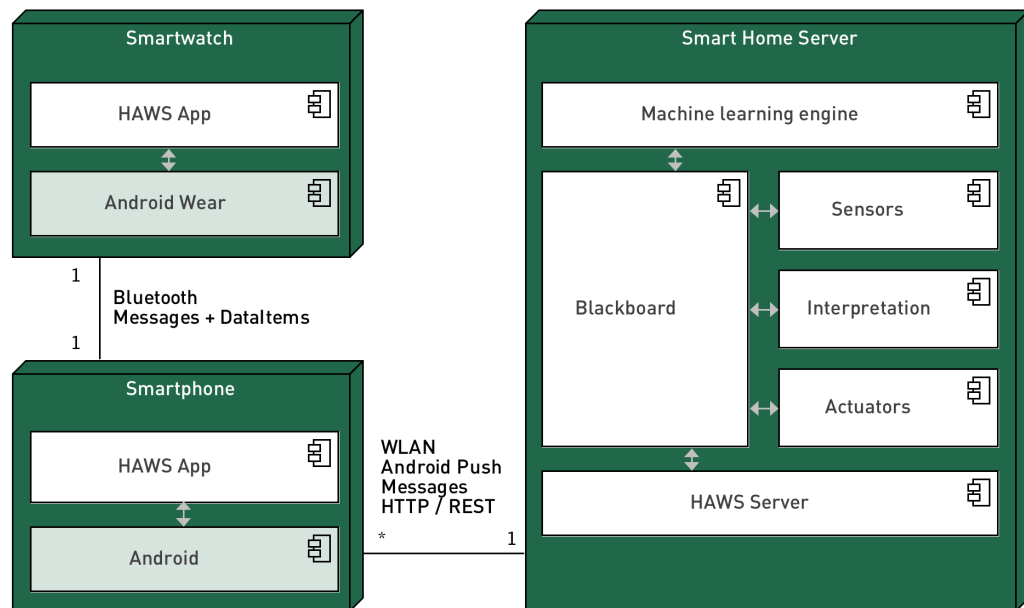 Smartwatch
HAWS App
Android Wear
1
Bluetooth
Messages + DataItems
1
Smartphone
HAWS App
Android
WLAN
Android Push
Messages
HTTP / REST
* 1
Smart Home Server
Machine learning engine
Blackboard
Sensors
Interpretation
Actuators
HAWS Server